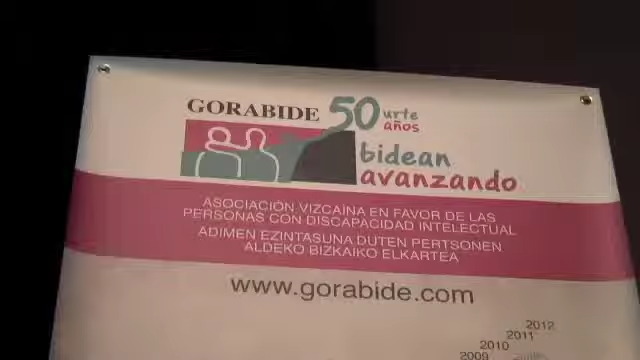 GORABIDE 50 urte años
bidean
avanzando
ASOCIACIÓN VIZCAÍNA EN FAVOR DE LAS
PERSONAS CON DISCAPACIDAD INTELECTUAL
ADIMEN EZINTASUNA DUTEN PERTSONEN
ALDEKO BIZKAIKO ELKARTEA
www.gorabide.com
2012
2011
2010
2009